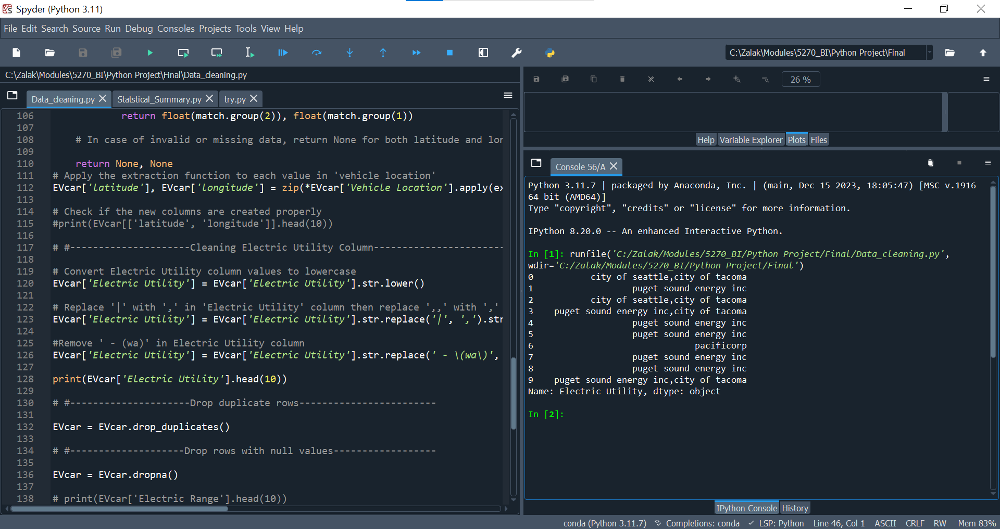 Spyder (Python 3.11)
File Edit Search Source Run Debug Consoles Projects Tools View Help
C:\Zalak\Modules\5270_BI\Python Project\Final
C:\Zalak\Modules\5270_BI\Python Project\Final\Data_cleaning.py
Data_cleaning.py Statstical_Summary.py try.py
106 return float(match.group(2)), float(match.group(1))
107
108 # In case of invalid or missing data, return None for both latitude and lor
109
110 return None, None
111 # Apply the extraction function to each value in 'vehicle location'
112 EVcar['latitude'], EVcar['longitude'] = zip(*EVcar['Vehicle Location'].apply(ex
113
114 # Check if the new columns are created properly
115 #print(EVcar[['latitude', 'longitude']].head(10))
116
117 # #---------------------Cleaning Electric Utility Column-----------------------
118
119 # Convert Electric Utility column values to lowercase
120 EVcar['Electric Utility'] = EVcar['Electric Utility'].str.lower()
121
122 # Replace '|' with ',' in 'Electric Utility' column then replace ',,' with ','
123 EVcar['Electric Utility'] = EVcar['Electric Utility'].str.replace('|', ',').str
124
125 #Remove ' - (wa)' in Electric Utility column
126 EVcar['Electric Utility'] = EVcar['Electric Utility'].str.replace(' - \(wa\)',
127
128 print(EVcar['Electric Utility'].head(10))
129
130 # #---------------------Drop duplicate rows------------------------
131
132 EVcar = EVcar.drop_duplicates()
133
134 # #--------------------Drop rows with null values------------------
135
136 EVcar = EVcar.dropna()
137
138 # print(EVcar['Electric Range'].head(10))
26 %
Help Variable Explorer Plots Files
Console 56/A
Python 3.11.7 | packaged by Anaconda, Inc. | (main, Dec 15 2023, 18:05:47) [MSC v.1916
64 bit (AMD64)]
Type "copyright", "credits" or "license" for more information.
IPython 8.20.0 -- An enhanced Interactive Python.
In [1]: runfile('C:/Zalak/Modules/5270_BI/Python Project/Final/Data_cleaning.py',
wdir='C:/Zalak/Modules/5270_BI/Python Project/Final')
0 city of seattle,city of tacoma
1 puget sound energy inc
2 city of seattle,city of tacoma
3 puget sound energy inc,city of tacoma
4 puget sound energy inc
5 puget sound energy inc
6 pacificorp
7 puget sound energy inc
8 puget sound energy inc
9 puget sound energy inc,city of tacoma
Name: Electric Utility, dtype: object
In [2]:
IPython Console History
conda (Python 3.11.7) Completions: conda LSP: Python Line 46, Col 1 ASCII CRLF RW Mem 83%